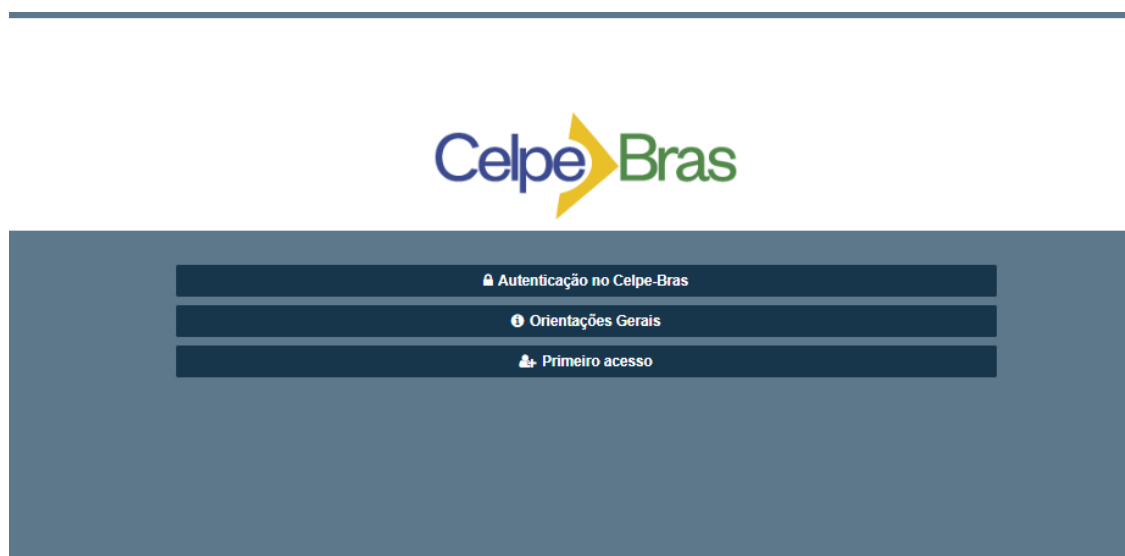 Celpe Bras
Autenticação no Celpe-Bras
Orientações Gerais
Primeiro acesso